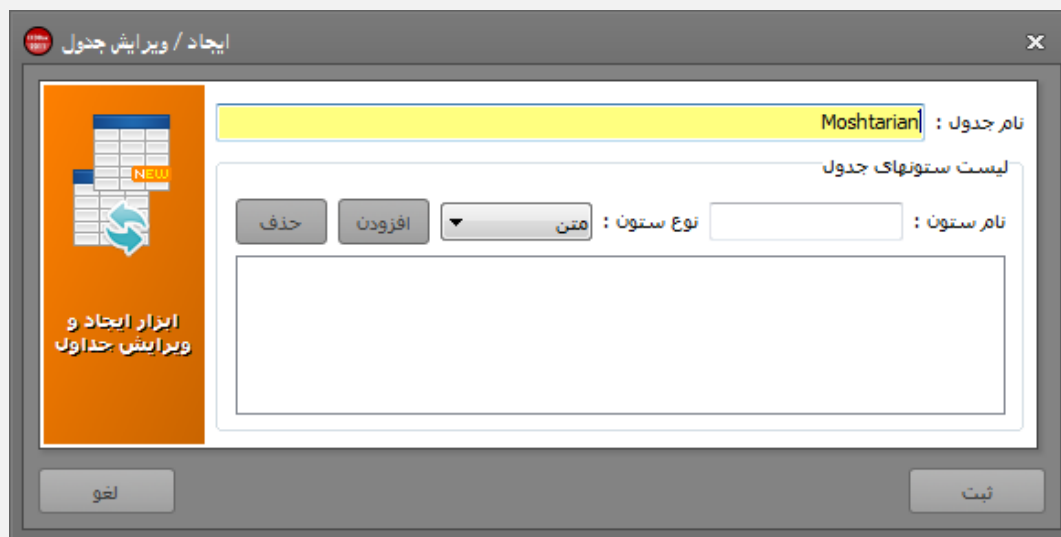 ایجاد / ویرایش جدول
نام جدول : Moshtarian
لیست ستونهای جدول
نام ستون :
نوع ستون : متن
افزودن
حذف
NEW
ابزار ایجاد و
ویرایش جداول
ثبت
لغو